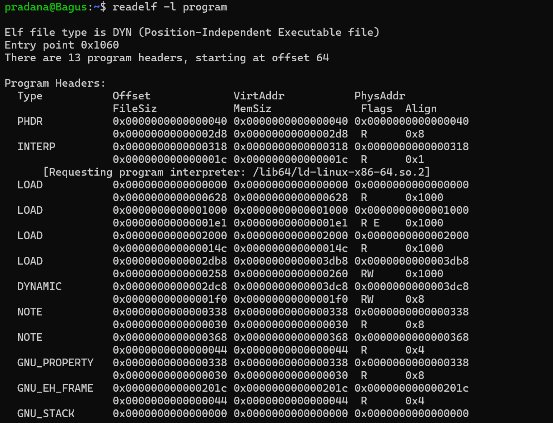 pradana@Bagus:~$ readelf -l program

Elf file type is DYN (Position-Independent Executable file)
Entry point 0x1060
There are 13 program headers, starting at offset 64

Program Headers:
  Type           Offset             VirtAddr           PhysAddr
                 FileSiz            MemSiz              Flags  Align
  PHDR           0x0000000000000040 0x0000000000000040 0x0000000000000040
                 0x00000000000002d8 0x00000000000002d8  R      0x8
  INTERP         0x0000000000000318 0x0000000000000318 0x0000000000000318
                 0x000000000000001c 0x000000000000001c  R      0x1
      [Requesting program interpreter: /lib64/ld-linux-x86-64.so.2]
  LOAD           0x0000000000000000 0x0000000000000000 0x0000000000000000
                 0x0000000000000628 0x0000000000000628  R      0x1000
  LOAD           0x0000000000001000 0x0000000000001000 0x0000000000001000
                 0x00000000000001e1 0x00000000000001e1  R E    0x1000
  LOAD           0x0000000000002000 0x0000000000002000 0x0000000000002000
                 0x000000000000014c 0x000000000000014c  R      0x1000
  LOAD           0x0000000000002db8 0x0000000000003db8 0x0000000000003db8
                 0x0000000000000258 0x0000000000000260  RW     0x1000
  DYNAMIC        0x0000000000002dc8 0x0000000000003dc8 0x0000000000003dc8
                 0x00000000000001f0 0x00000000000001f0  RW     0x8
  NOTE           0x0000000000000338 0x0000000000000338 0x0000000000000338
                 0x0000000000000030 0x0000000000000030  R      0x8
  NOTE           0x0000000000000368 0x0000000000000368 0x0000000000000368
                 0x0000000000000044 0x0000000000000044  R      0x4
  GNU_PROPERTY   0x0000000000000338 0x0000000000000338 0x0000000000000338
                 0x0000000000000030 0x0000000000000030  R      0x8
  GNU_EH_FRAME   0x000000000000201c 0x000000000000201c 0x000000000000201c
                 0x0000000000000044 0x0000000000000044  R      0x4
  GNU_STACK      0x0000000000000000 0x0000000000000000 0x0000000000000000